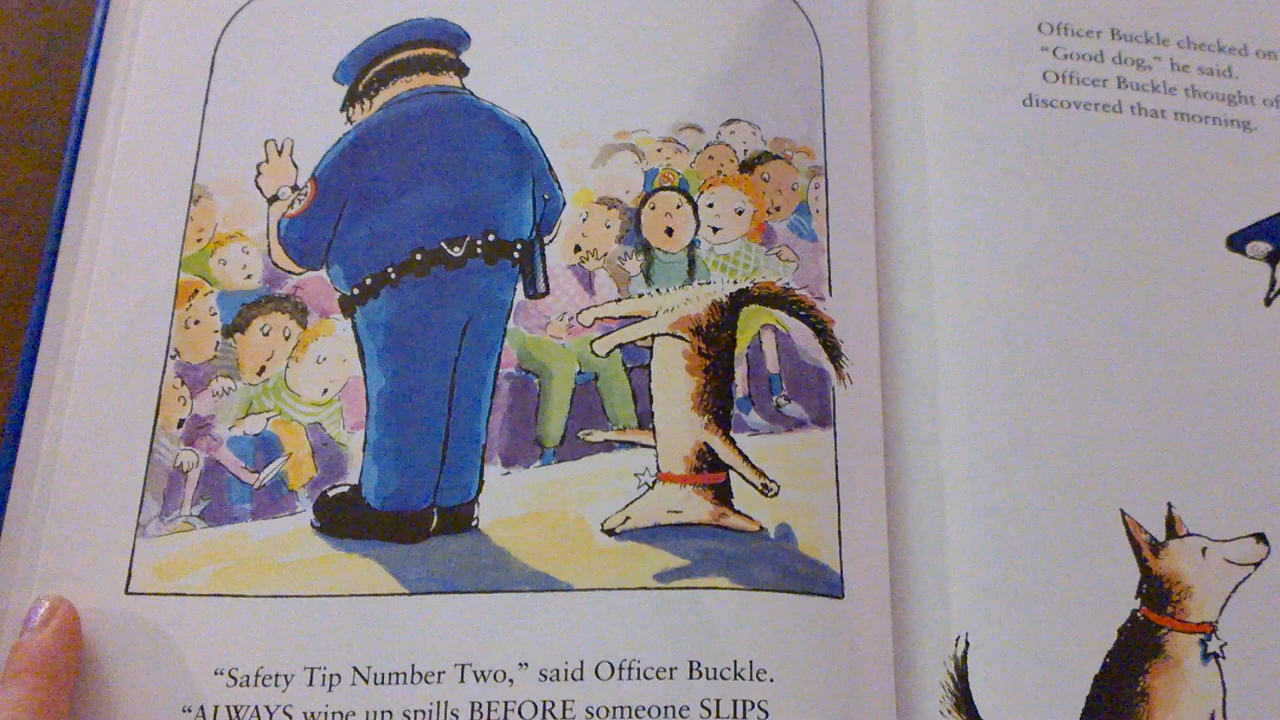 “Safety Tip Number Two,” said Officer Buckle.
“ALWAYS wipe up spills BEFORE someone SLIPS
Officer Buckle checked on
“Good dog,” he said.
Officer Buckle thought of
discovered that morning.